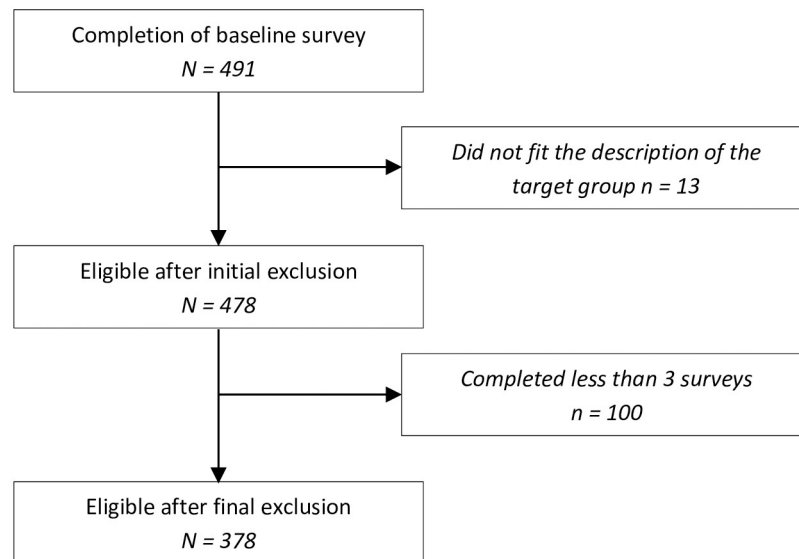 Completion of baseline survey
N = 491
Did not fit the description of the
target group n = 13
Eligible after initial exclusion
N = 478
Completed less than 3 surveys
n = 100
Eligible after final exclusion
N = 378